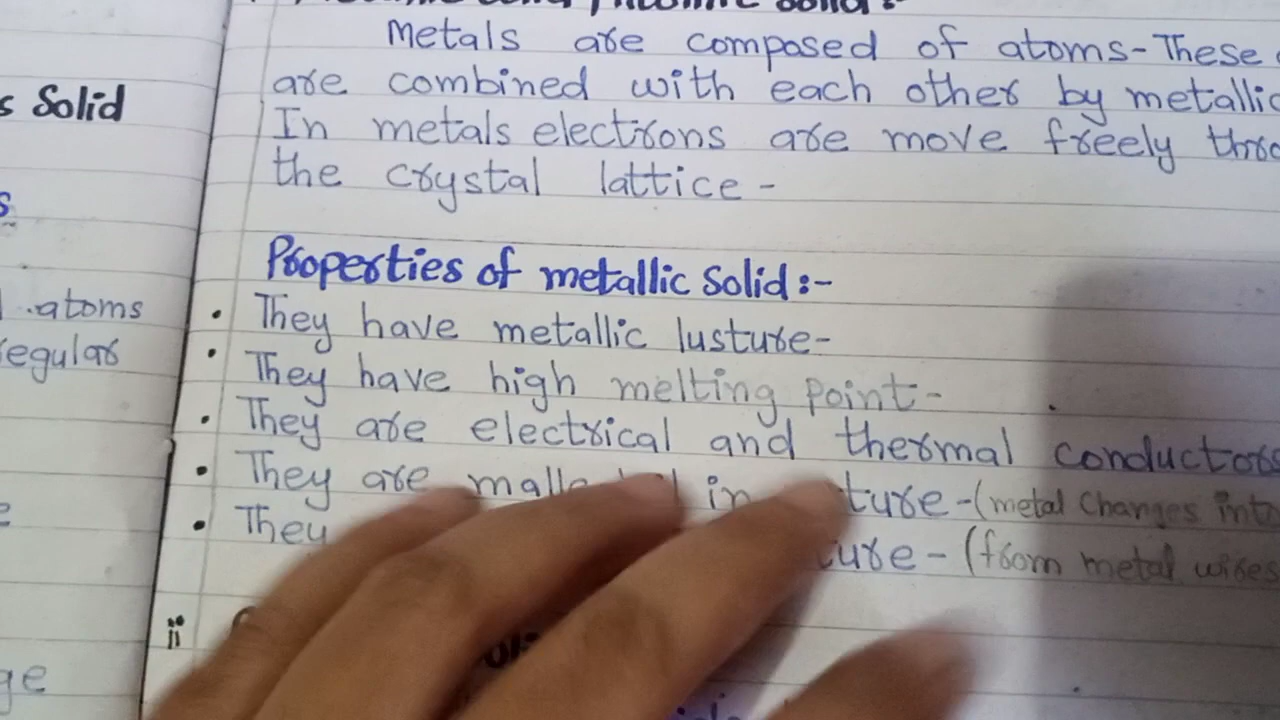 s Solid
s
atoms
egular
ge
Metals are composed of atoms- These
are combined with each other by metallic
In metals electrons are move freely thro
the crystal lattice-
Properties of metallic Solid:-
• They have metallic lusture-
• They have high melting point-
• They are electrical and thermal conductors
• They are in ture-(metal Changes into
• They ture-(from metal wires
ii